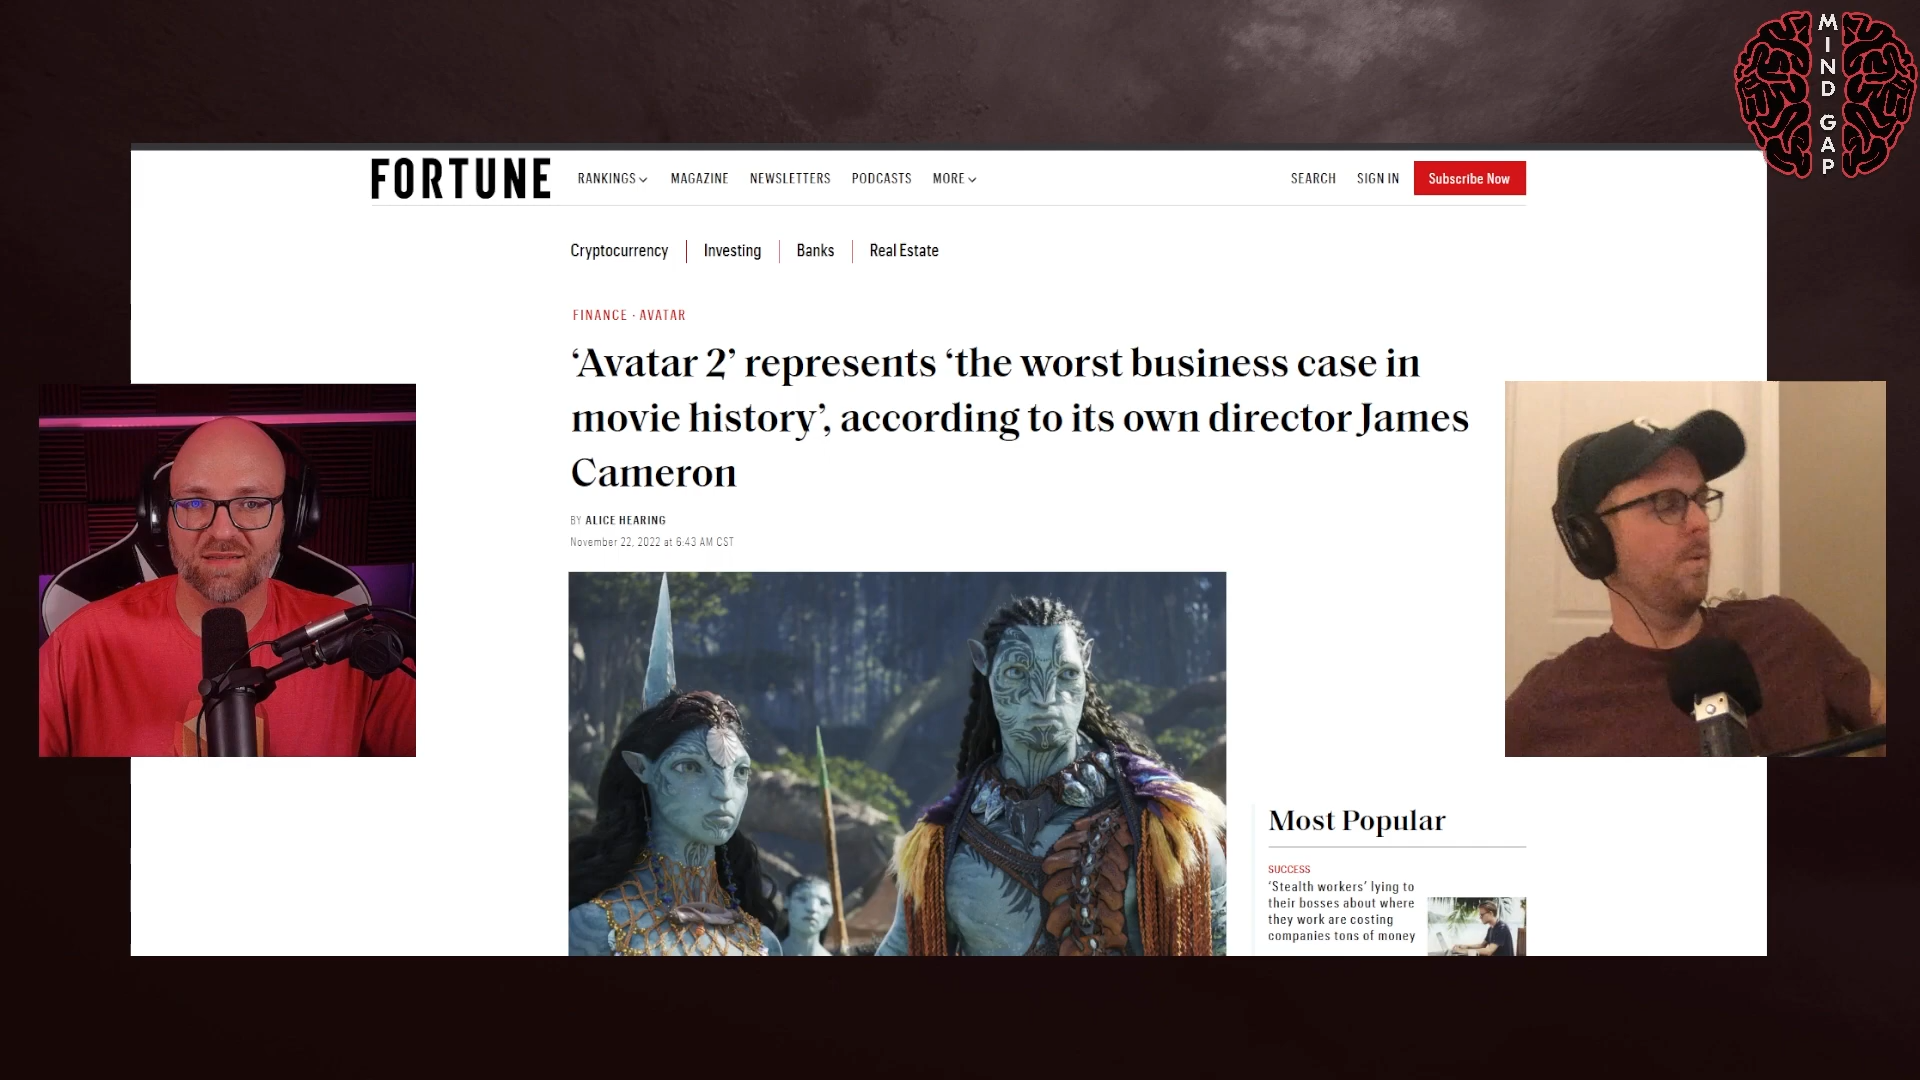 MIND GAP
FORTUNE
RANKINGS MAGAZINE NEWSLETTERS PODCASTS MORE
SEARCH SIGN IN Subscribe Now
Cryptocurrency Investing Banks Real Estate
FINANCE · AVATAR
‘Avatar 2’ represents ‘the worst business case in
movie history’, according to its own director James
Cameron
BY ALICE HEARING
November 22, 2022 at 6:43 AM CST
Most Popular
SUCCESS
‘Stealth workers’ lying to
their bosses about where
they work are costing
companies tons of money